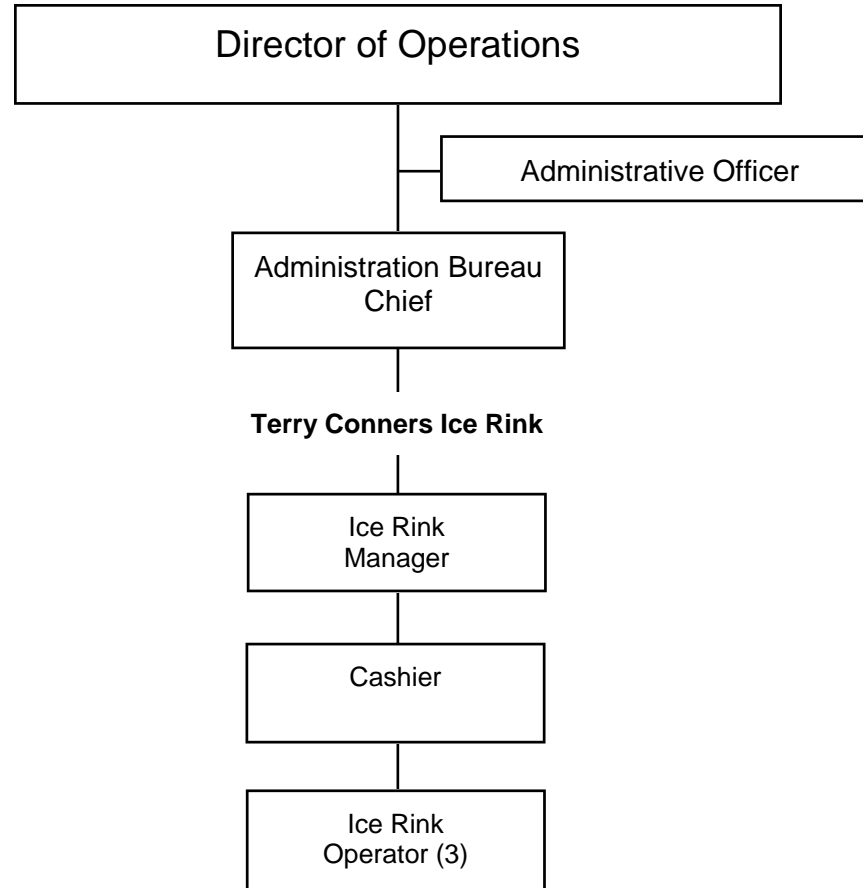 Director of Operations
Administrative Officer
Administration Bureau
Chief
Terry Conners Ice Rink
Ice Rink
Manager
Cashier
Ice Rink
Operator (3)